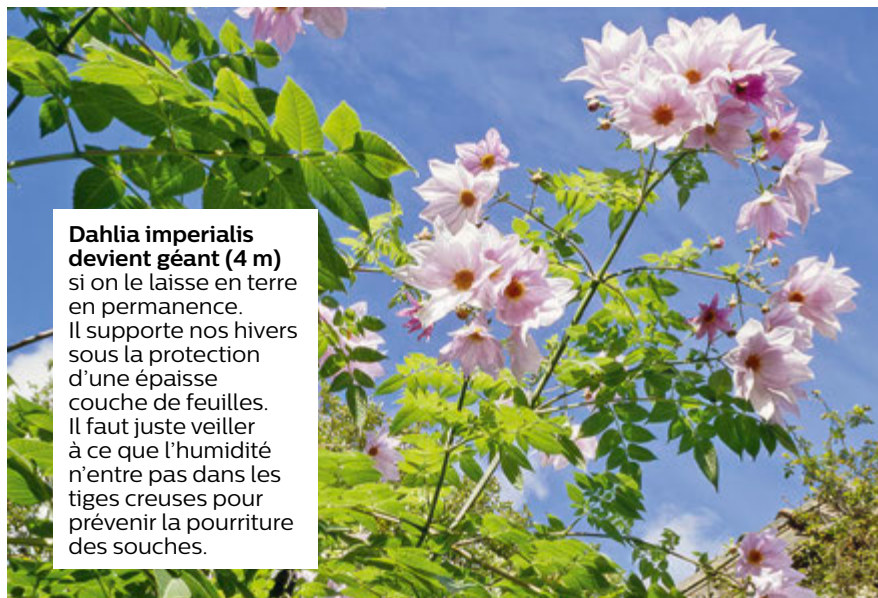 Dahlia imperialis
devient géant (4 m)
si on le laisse en terre
en permanence.
Il supporte nos hivers
sous la protection
d’une épaisse
couche de feuilles.
Il faut juste veiller
à ce que l’humidité
n’entre pas dans les
tiges creuses pour
prévenir la pourriture
des souches.